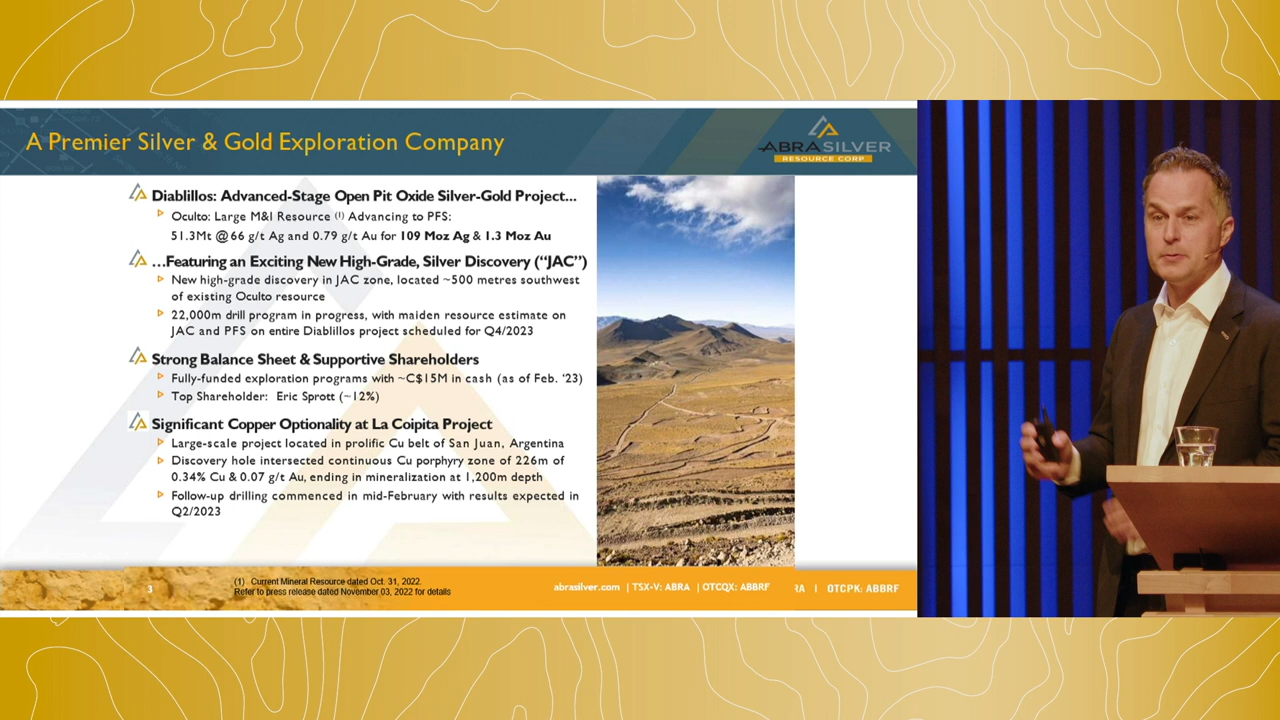 A Premier Silver & Gold Exploration Company
ABRASILVER
RESOURCE CORP
Diablillos: Advanced-Stage Open Pit Oxide Silver-Gold Project...
Oculto: Large M&I Resource (1) Advancing to PFS:
51.3Mt @ 66 g/t Ag and 0.79 g/t Au for 109 Moz Ag & 1.3 Moz Au
...Featuring an Exciting New High-Grade, Silver Discovery (“JAC”)
New high-grade discovery in JAC zone, located ~500 metres southwest
of existing Oculto resource
22,000m drill program in progress, with maiden resource estimate on
JAC and PFS on entire Diablillos project scheduled for Q4/2023
Strong Balance Sheet & Supportive Shareholders
Fully-funded exploration programs with ~C$15M in cash (as of Feb. ‘23)
Top Shareholder: Eric Sprott (~12%)
Significant Copper Optionality at La Coipita Project
Large-scale project located in prolific Cu belt of San Juan, Argentina
Discovery hole intersected continuous Cu porphyry zone of 226m of
0.34% Cu & 0.07 g/t Au, ending in mineralization at 1,200m depth
Follow-up drilling commenced in mid-February with results expected in
Q2/2023
3
(1) Current Mineral Resource dated Oct. 31, 2022.
Refer to press release dated November 03, 2022 for details
abrasilver.com | TSX-V: ABRA | OTCQX: ABBRF
RA | OTCPK: ABBRF